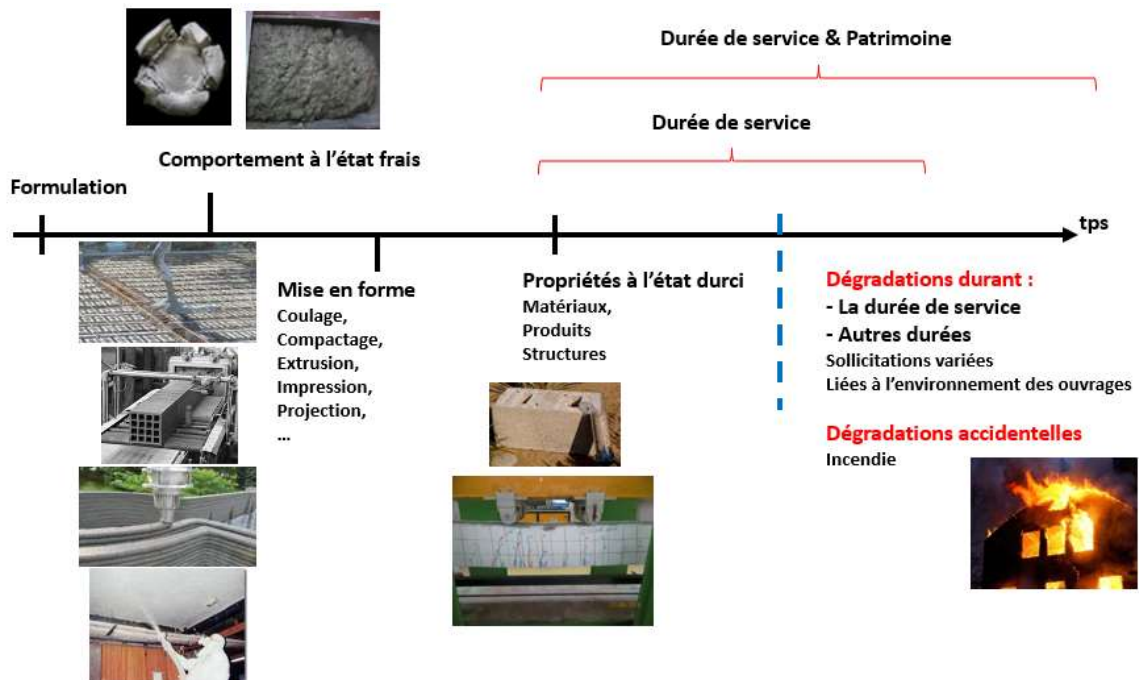 Durée de service & Patrimoine
Durée de service
Comportement à l’état frais
Formulation
tps
Mise en forme
Coulage,
Compactage,
Extrusion,
Impression,
Projection,
...
Propriétés à l’état durci
Matériaux,
Produits
Structures
Dégradations durant :
- La durée de service
- Autres durées
Sollicitations variées
Liées à l’environnement des ouvrages
Dégradations accidentelles
Incendie